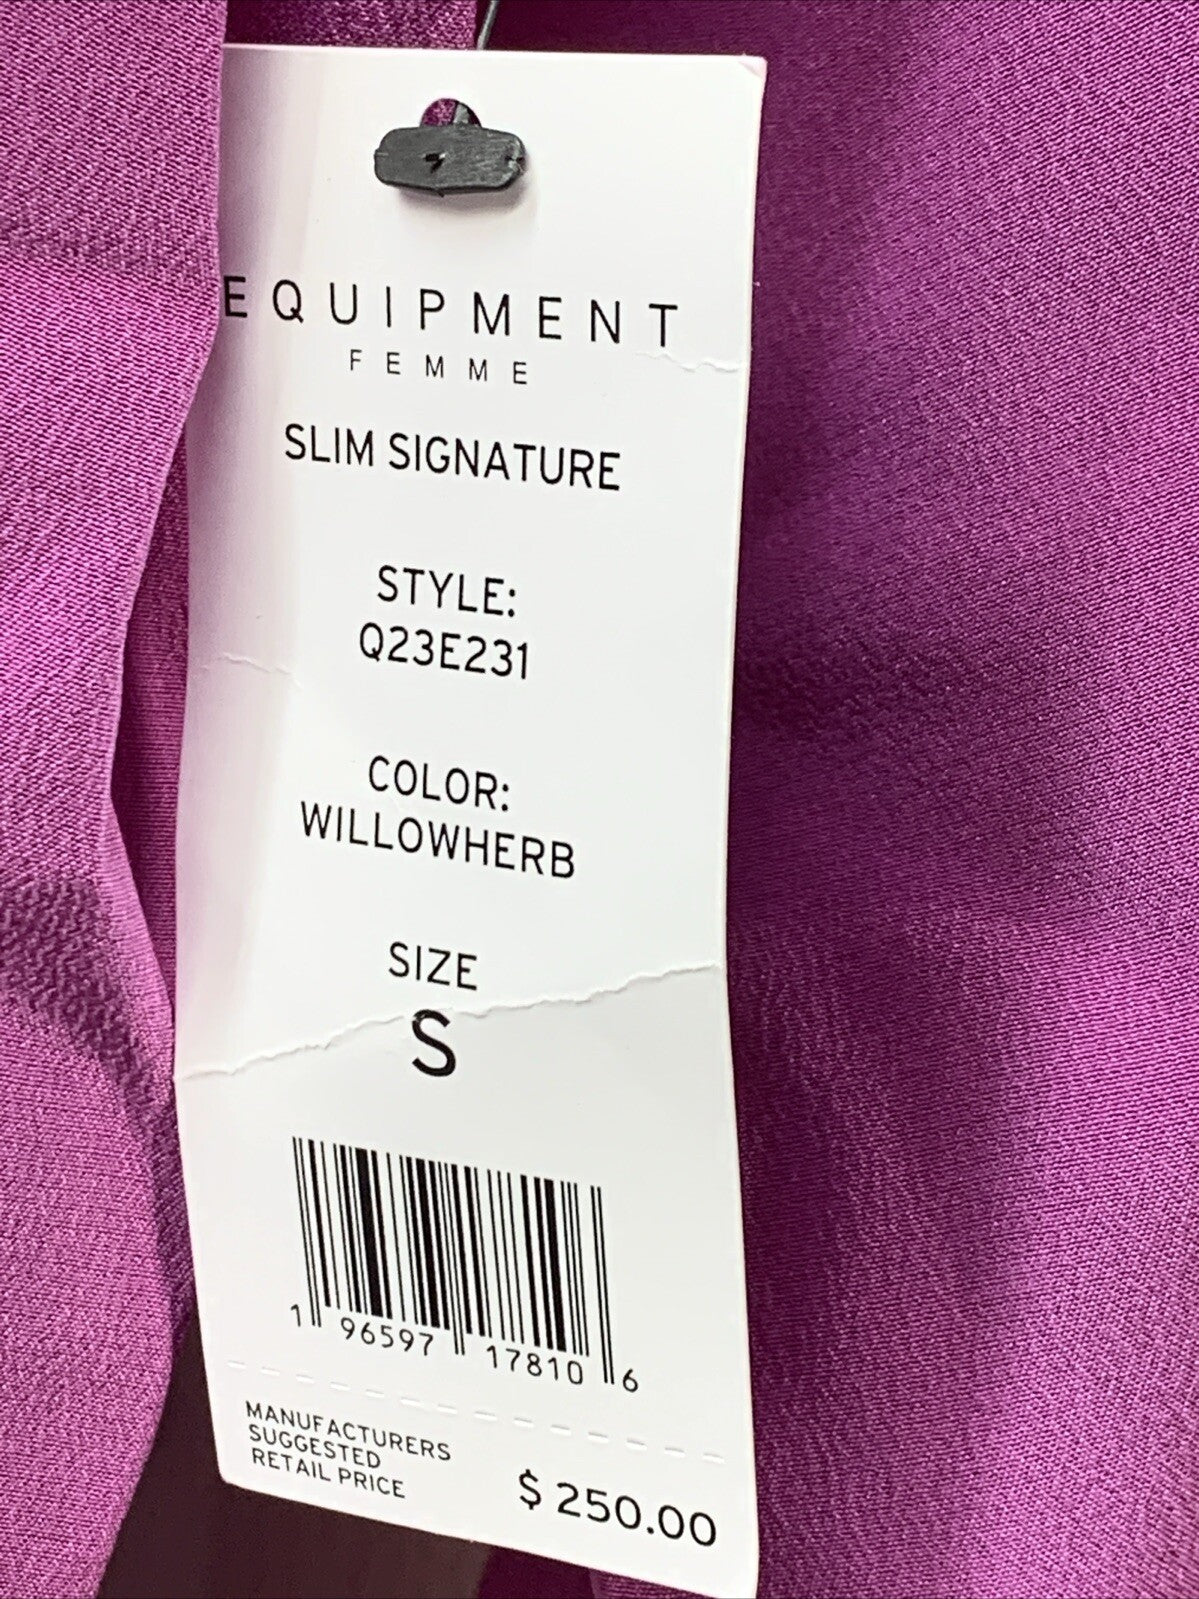 EQUIPMENT
FEMME
SLIM SIGNATURE
STYLE:
Q23E231
COLOR:
WILLOWHERB
SIZE
S
1 96597 17810 6
MANUFACTURERS
SUGGESTED
RETAIL PRICE
$ 250.00